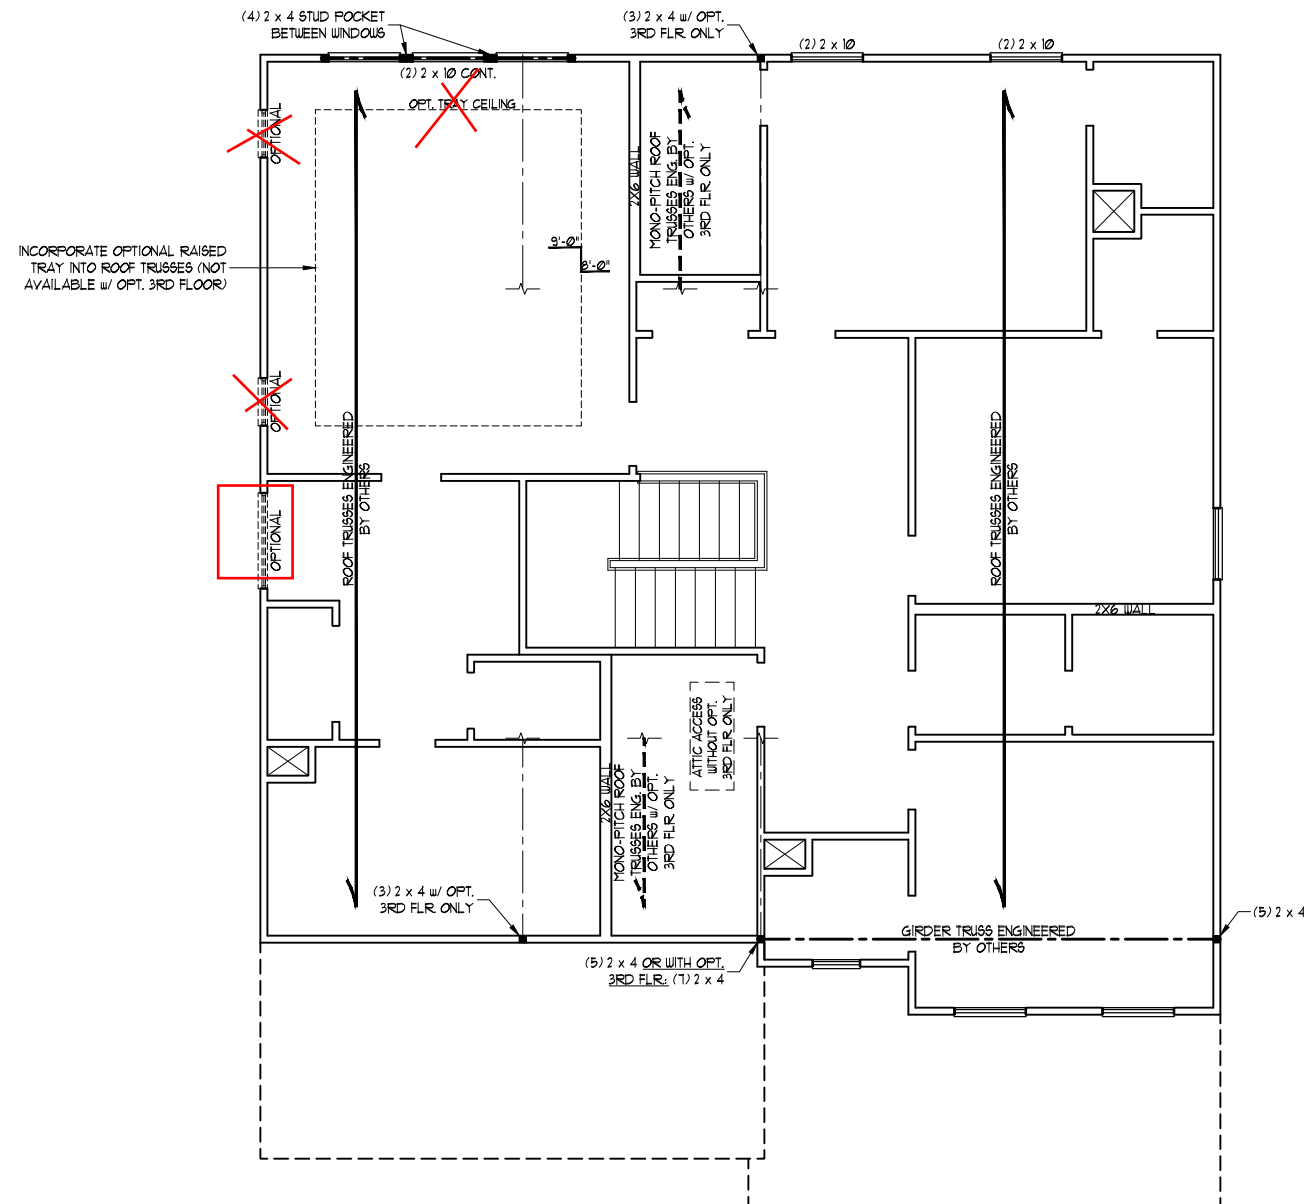 (4) 2 x 4 STUD POCKET
BETWEEN WINDOWS
(3) 2 x 4 w/ OPT.
3RD FLR. ONLY
(2) 2 x 10
(2) 2 x 10
(2) 2 x 10 CONT.
OPT. TRAY CEILING
OPTIONAL
2X6 WALL
MONO-PITCH ROOF
TRUSSES ENG. BY
OTHERS w/ OPT.
3RD FLR. ONLY
INCORPORATE OPTIONAL RAISED
TRAY INTO ROOF TRUSSES (NOT
AVAILABLE w/ OPT. 3RD FLOOR)
9'-0"
8'-0"
OPTIONAL
ROOF TRUSSES ENGINEERED
BY OTHERS
ROOF TRUSSES ENGINEERED
BY OTHERS
OPTIONAL
2X6 WALL
ATTIC ACCESS
WITHOUT OPT.
3RD FLR. ONLY
2X6 WALL
MONO-PITCH ROOF
TRUSSES ENG. BY
OTHERS w/ OPT.
3RD FLR. ONLY
(3) 2 x 4 w/ OPT.
3RD FLR. ONLY
(5) 2 x 4
GIRDER TRUSS ENGINEERED
BY OTHERS
(5) 2 x 4 OR WITH OPT.
3RD FLR.: (7) 2 x 4